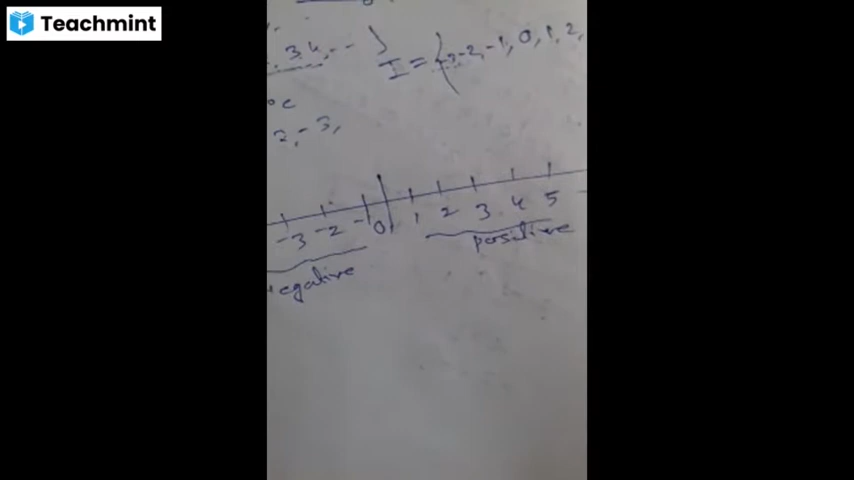 Teachmint
3,4, -- }
I = { -3 -2, -1, 0, 1, 2,
2, -3,
-3 -2 -1 0 1 2 3 4 5
positive
negative